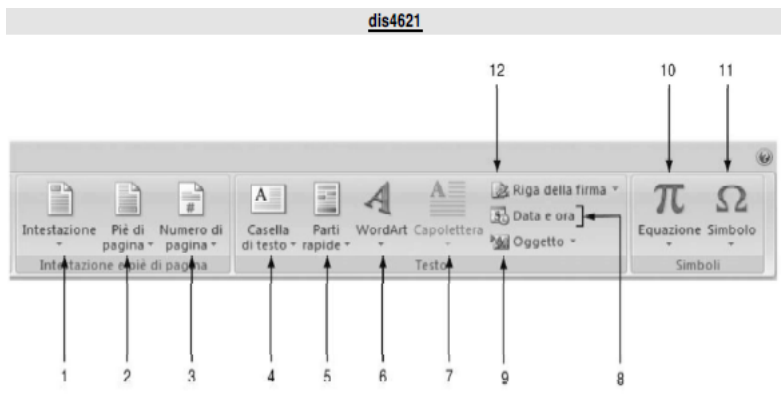 dis4621
12 10 11
Intestazione Piè di pagina Numero di pagina Casella di testo Parti rapide WordArt Capolettera Riga della firma Equazione Simbolo
Data e ora
Oggetto
Intestazione e piè di pagina Testo Simboli
1 2 3 4 5 6 7 9 8